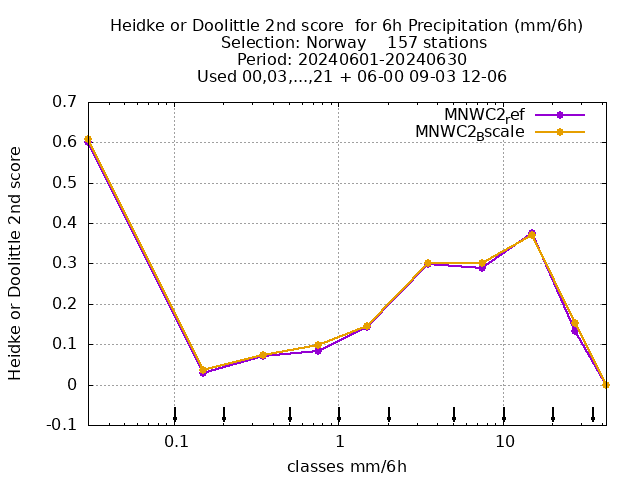 Heidke or Doolittle 2nd score  for 6h Precipitation (mm/6h)
Selection: Norway    157 stations
Period: 20240601-20240630
Used 00,03,...,21 + 06-00 09-03 12-06
MNWC2ref
MNWC2Bscale
0.7
0.6
0.5
0.4
0.3
0.2
0.1
0
-0.1
0.1
1
10
Heidke or Doolittle 2nd score
classes mm/6h